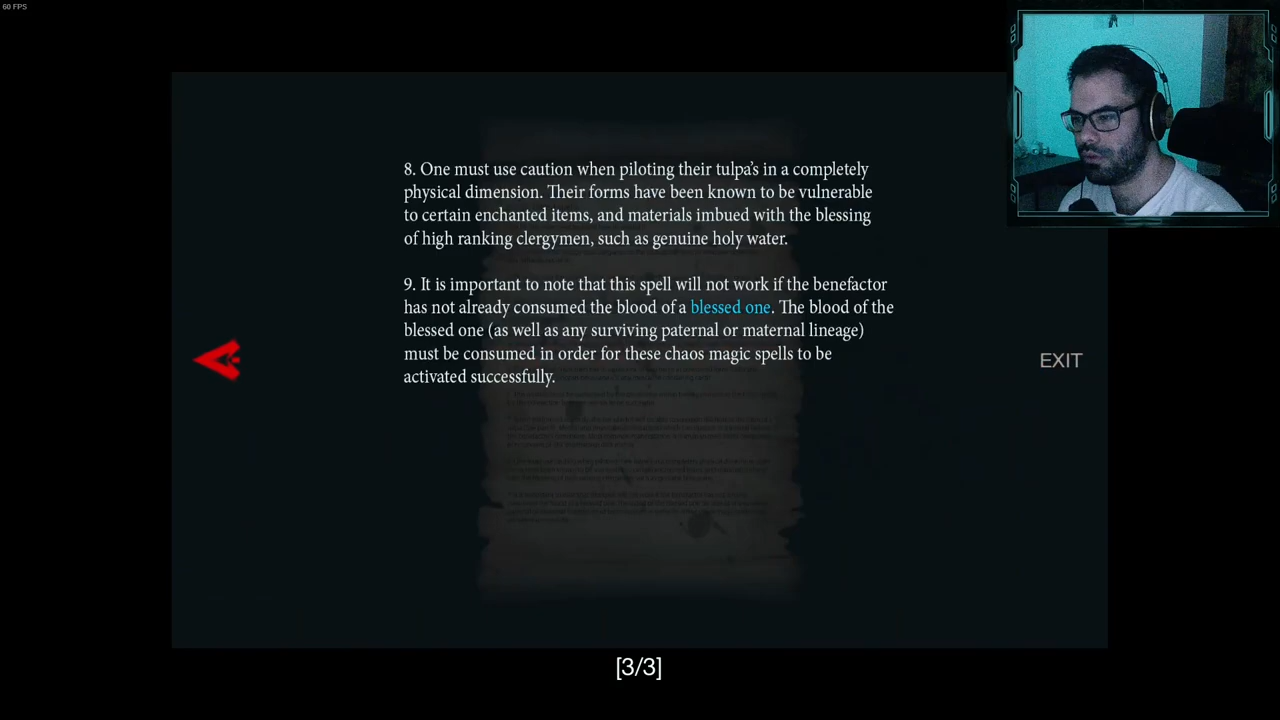 60 FPS
8. One must use caution when piloting their tulpa's in a completely
physical dimension. Their forms have been known to be vulnerable
to certain enchanted items, and materials imbued with the blessing
of high ranking clergymen, such as genuine holy water.
9. It is important to note that this spell will not work if the benefactor
has not already consumed the blood of a blessed one. The blood of the
blessed one (as well as any surviving paternal or maternal lineage)
must be consumed in order for these chaos magic spells to be
activated successfully.
EXIT
[3/3]